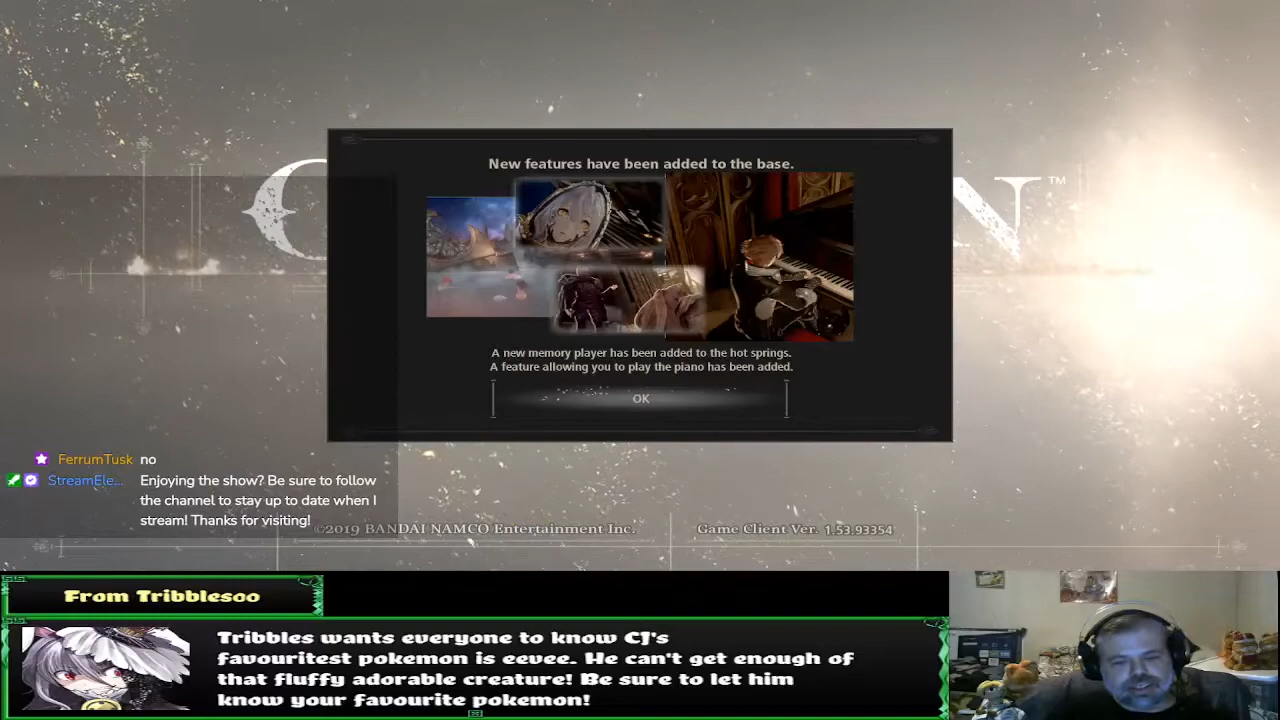 C N™
New features have been added to the base.
A new memory player has been added to the hot springs.
A feature allowing you to play the piano has been added.
OK
FerrumTusk no
StreamEle... Enjoying the show? Be sure to follow
the channel to stay up to date when I
stream! Thanks for visiting!
©2019 BANDAI NAMCO Entertainment Inc.
Game Client Ver. 1.53.93354
From Tribblesoo
Tribbles wants everyone to know CJ's
favouritest pokemon is eevee. He can't get enough of
that fluffy adorable creature! Be sure to let him
know your favourite pokemon!